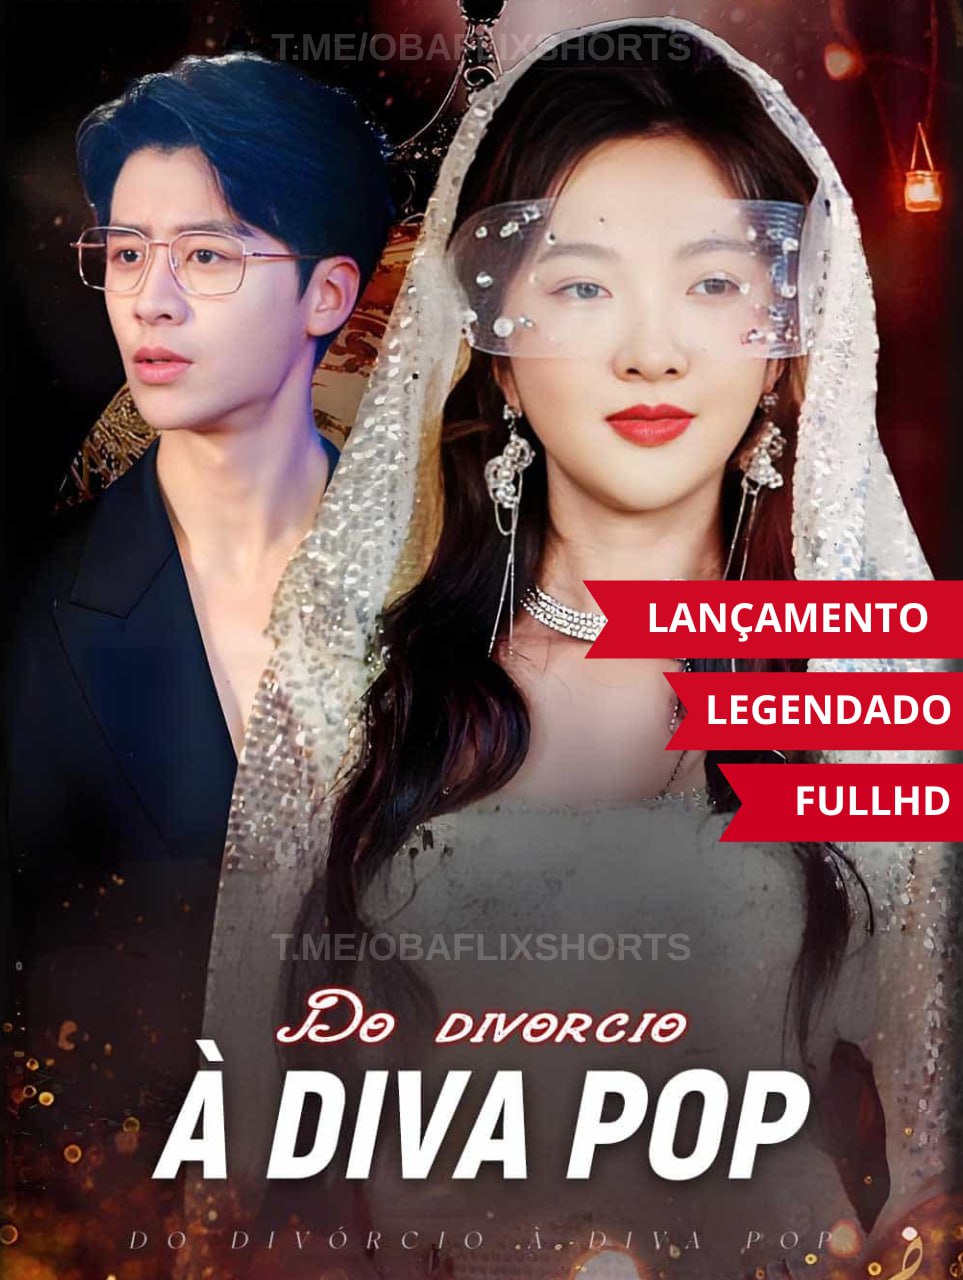 T.ME/OBAFLIXSHORTS
LANÇAMENTO
LEGENDADO
FULLHD
T.ME/OBAFLIXSHORTS
Do DIVORCIO
À DIVA POP
DO DIVÓRCIO À DIVA POP